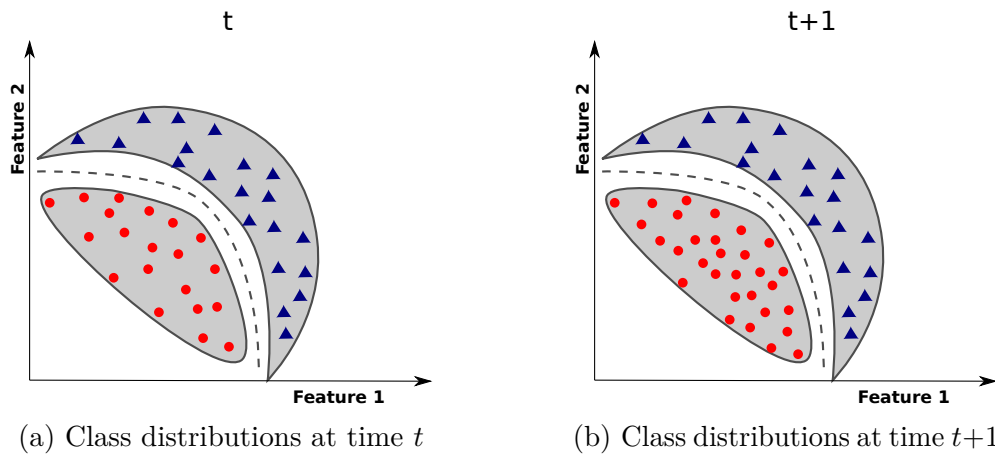 t
t+1
Feature 2
Feature 2
Feature 1
Feature 1
(a) Class distributions at time t
(b) Class distributions at time t+1